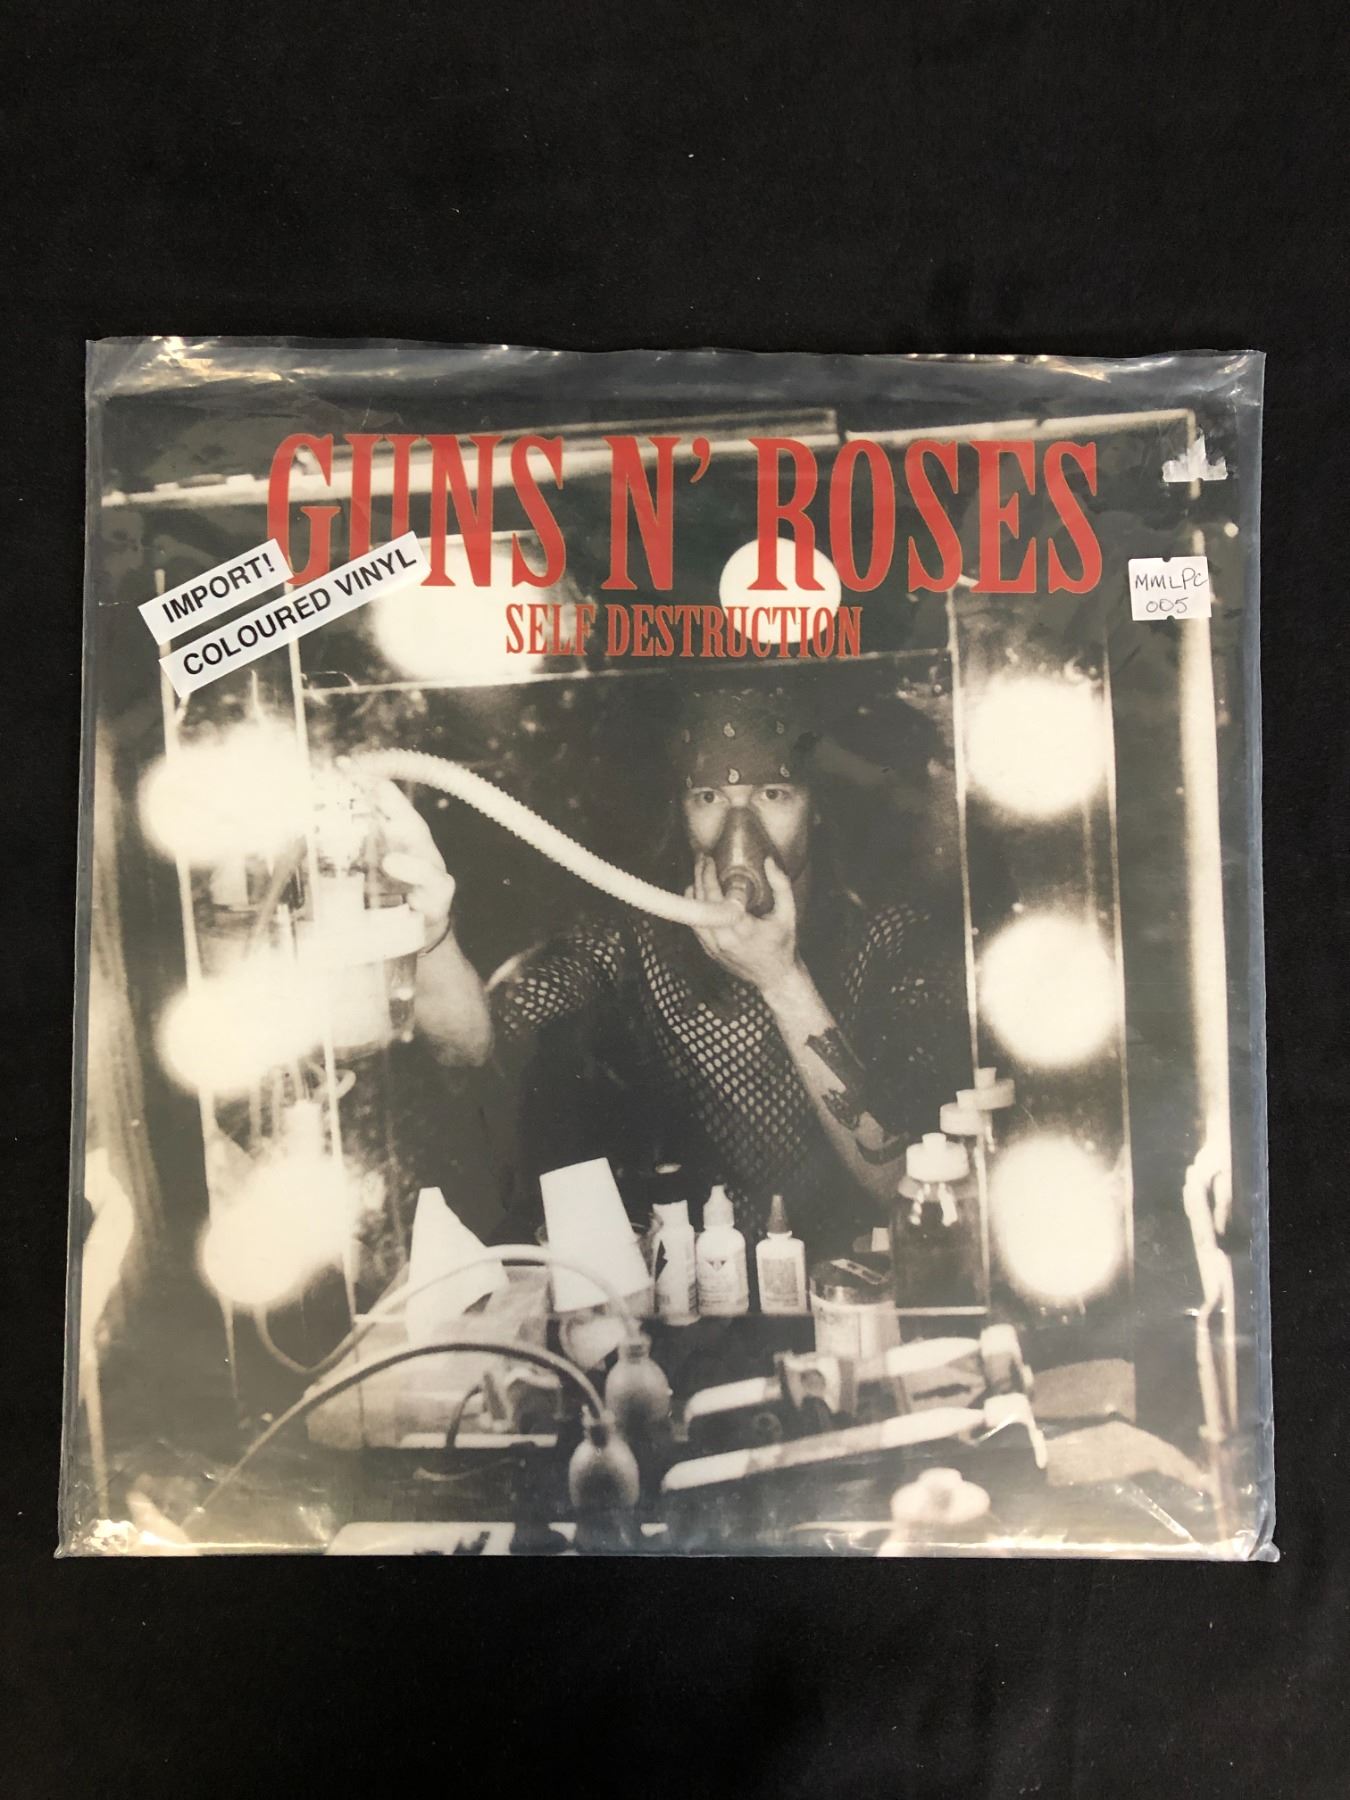 GUNS N' ROSES
SELF DESTRUCTION
IMPORT!
COLOURED VINYL
MMLPC
005